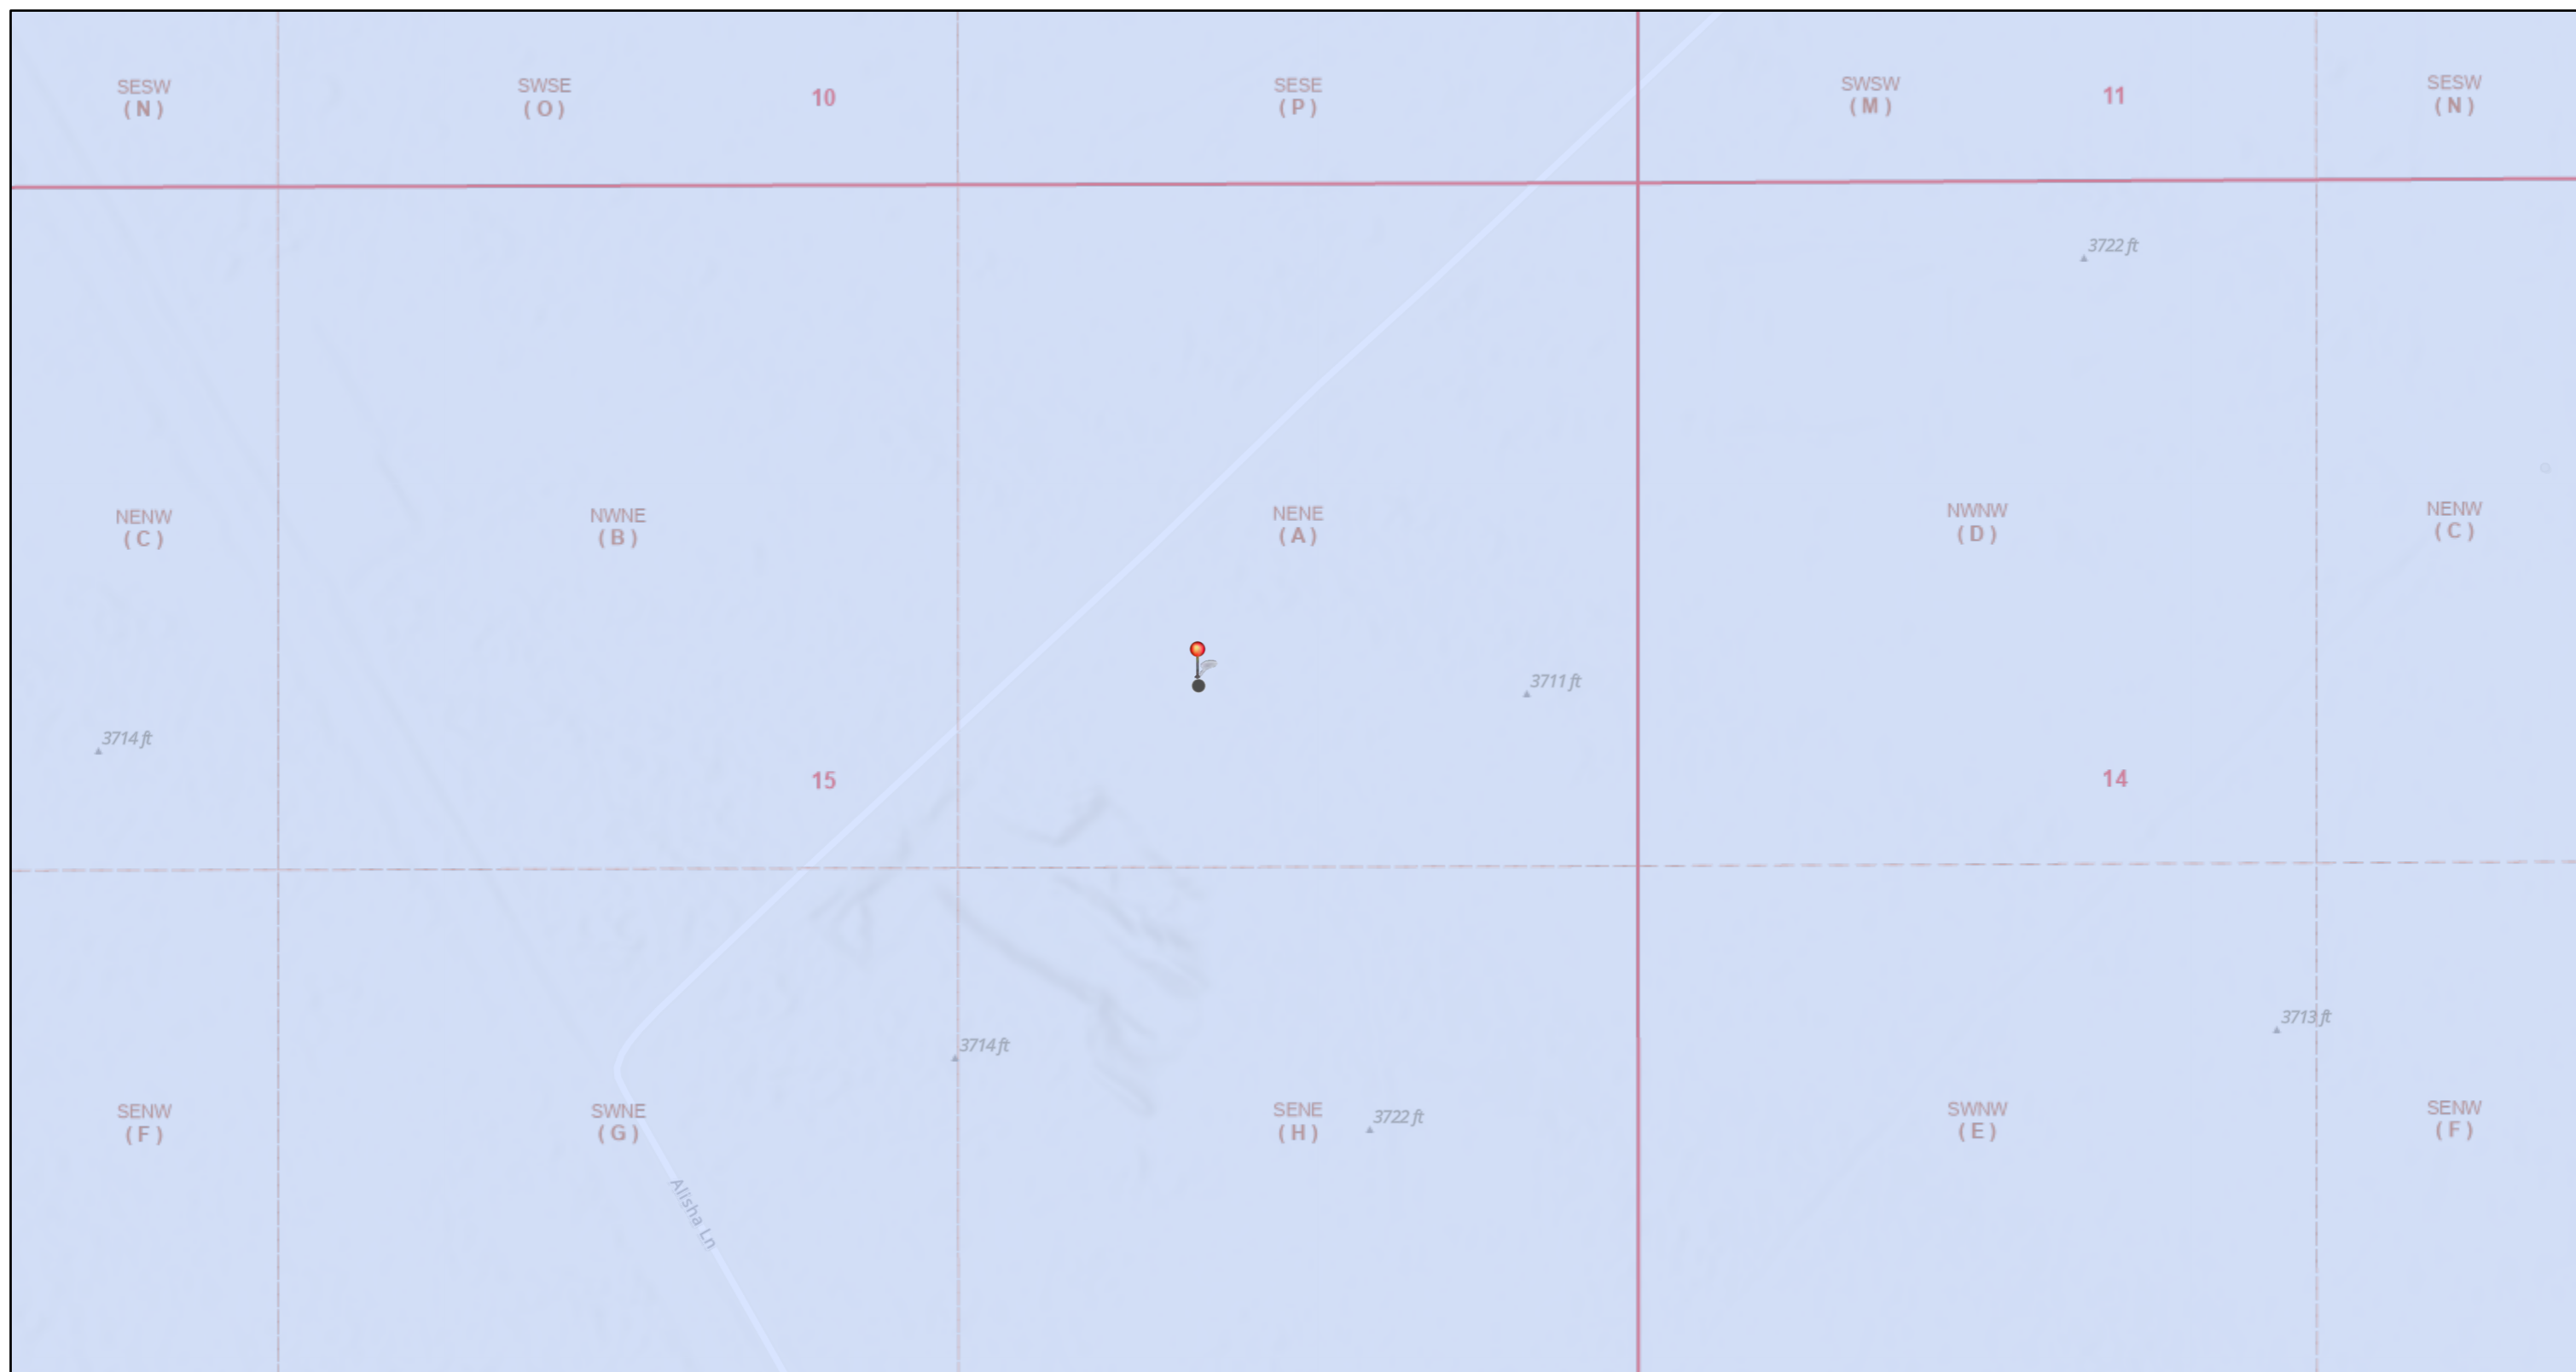 SESW
( N )
SWSE
( O )
10
SESE
( P )
SWSW
( M )
11
SESW
( N )
3722 ft
NENW
( C )
NWNE
( B )
NENE
( A )
NWNW
( D )
NENW
( C )
3711 ft
3714 ft
15
14
3714 ft
3713 ft
SENW
( F )
SWNE
( G )
SENE
( H )
3722 ft
SWNW
( E )
SENW
( F )
Alisha Ln